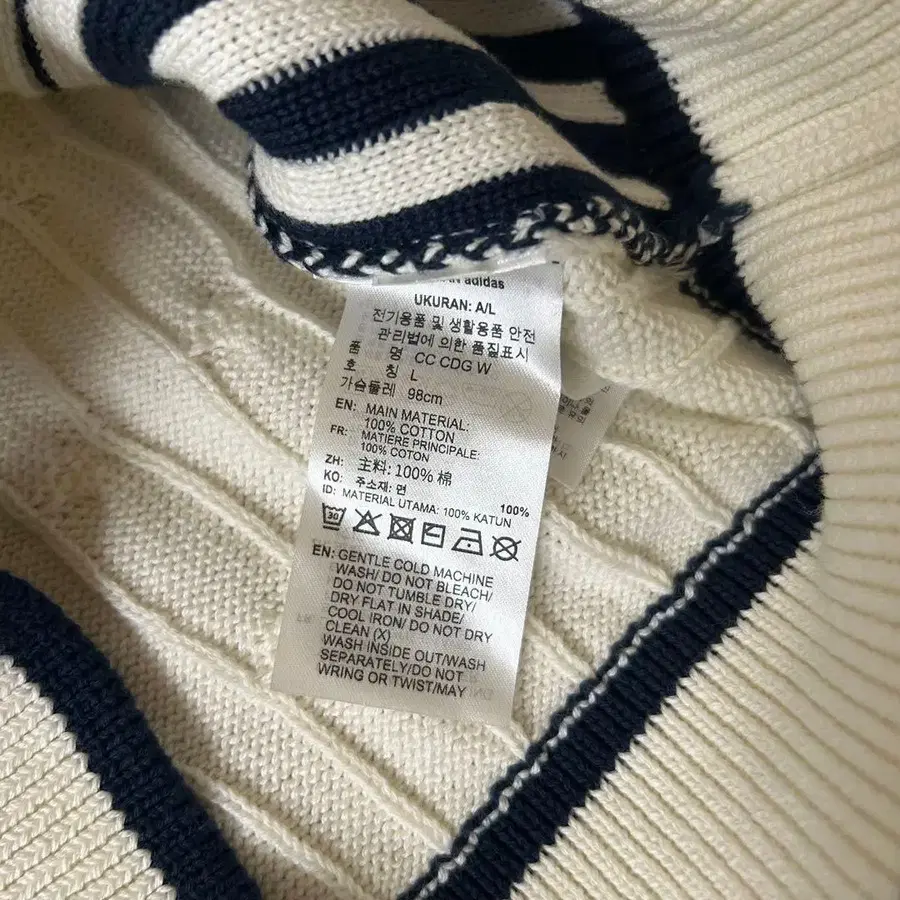 adidas
UKURAN: A/L
전기용품 및 생활용품 안전
관리법에 의한 품질표시
품 명 CC CDG W
호 칭 L
가슴둘레 98cm
EN: MAIN MATERIAL:
100% COTTON
FR: MATIERE PRINCIPALE:
100% COTON
ZH: 主料: 100% 棉
KO: 주소재: 면 100%
ID: MATERIAL UTAMA: 100% KATUN
30
EN: GENTLE COLD MACHINE
WASH/ DO NOT BLEACH/
DO NOT TUMBLE DRY/
DRY FLAT IN SHADE/
COOL IRON/ DO NOT DRY
CLEAN (X)
WASH INSIDE OUT/WASH
SEPARATELY/DO NOT
WRING OR TWIST/MAY